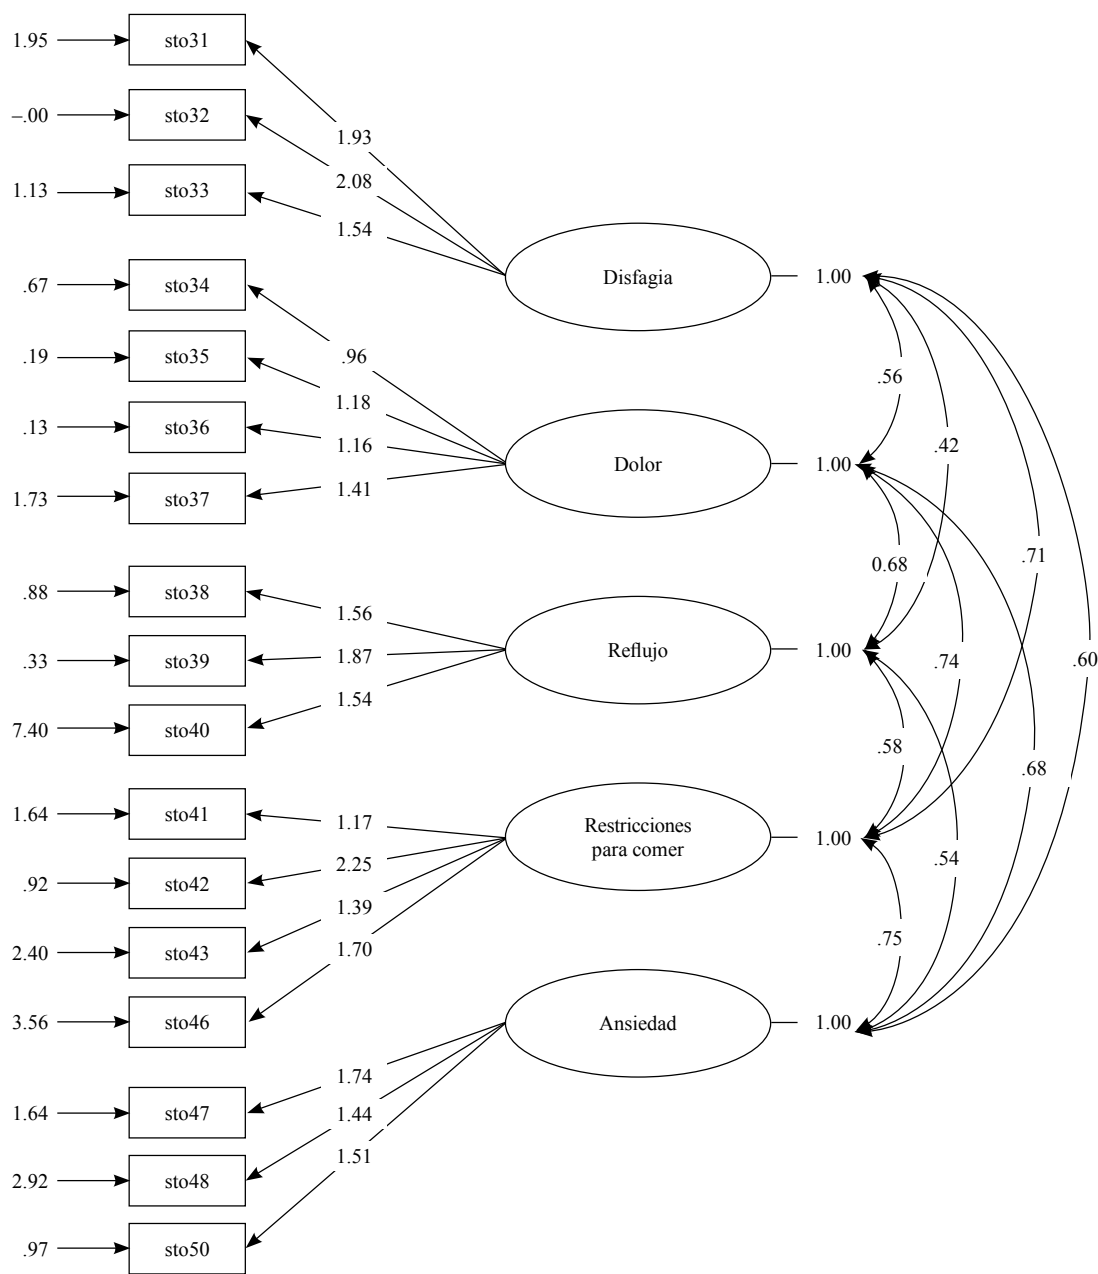 1.95
sto31
–.00
sto32
1.93
1.13
sto33
2.08
1.54
.67
sto34
Disfagia
1.00
.19
sto35
.96
.56
1.18
.13
sto36
1.16
.42
Dolor
1.00
1.73
sto37
1.41
.71
0.68
.88
sto38
1.56
Reflujo
1.00
.33
sto39
1.87
.74
.60
1.54
7.40
sto40
.58
.68
1.64
sto41
1.17
Restricciones
para comer
1.00
2.25
.92
sto42
.54
1.39
2.40
sto43
1.70
.75
3.56
sto46
Ansiedad
1.00
1.74
1.64
sto47
1.44
1.51
2.92
sto48
.97
sto50